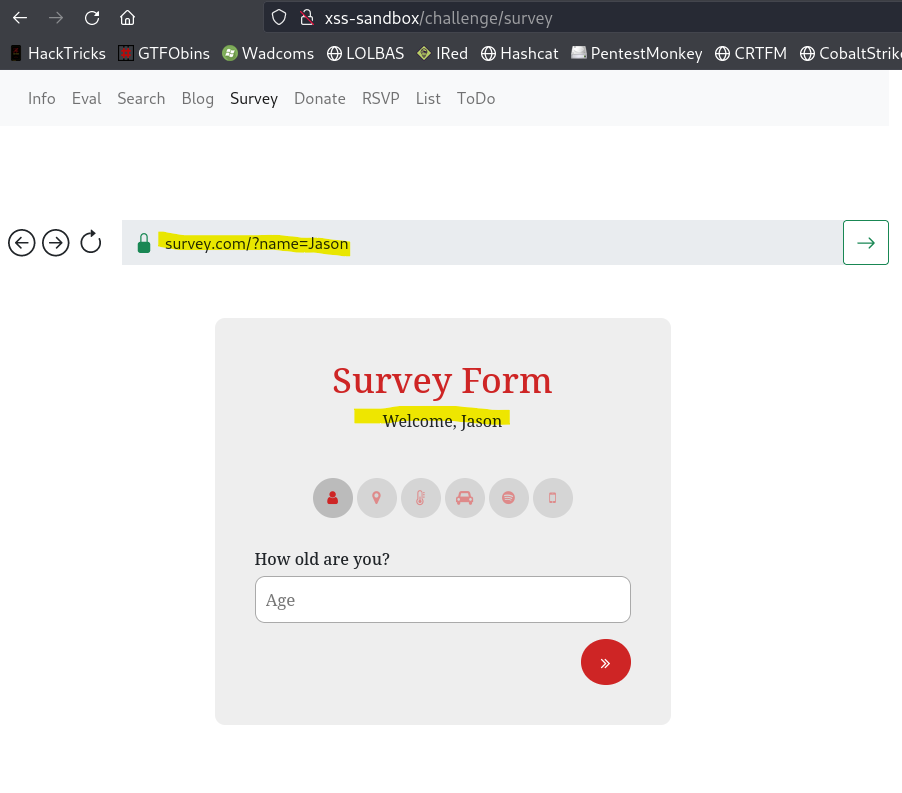 xss-sandbox/challenge/survey
HackTricks GTFObins Wadcoms LOLBAS IRed Hashcat PentestMonkey CRTFM CobaltStrike
Info Eval Search Blog Survey Donate RSVP List ToDo
survey.com/?name=Jason
Survey Form
Welcome, Jason
How old are you?
Age